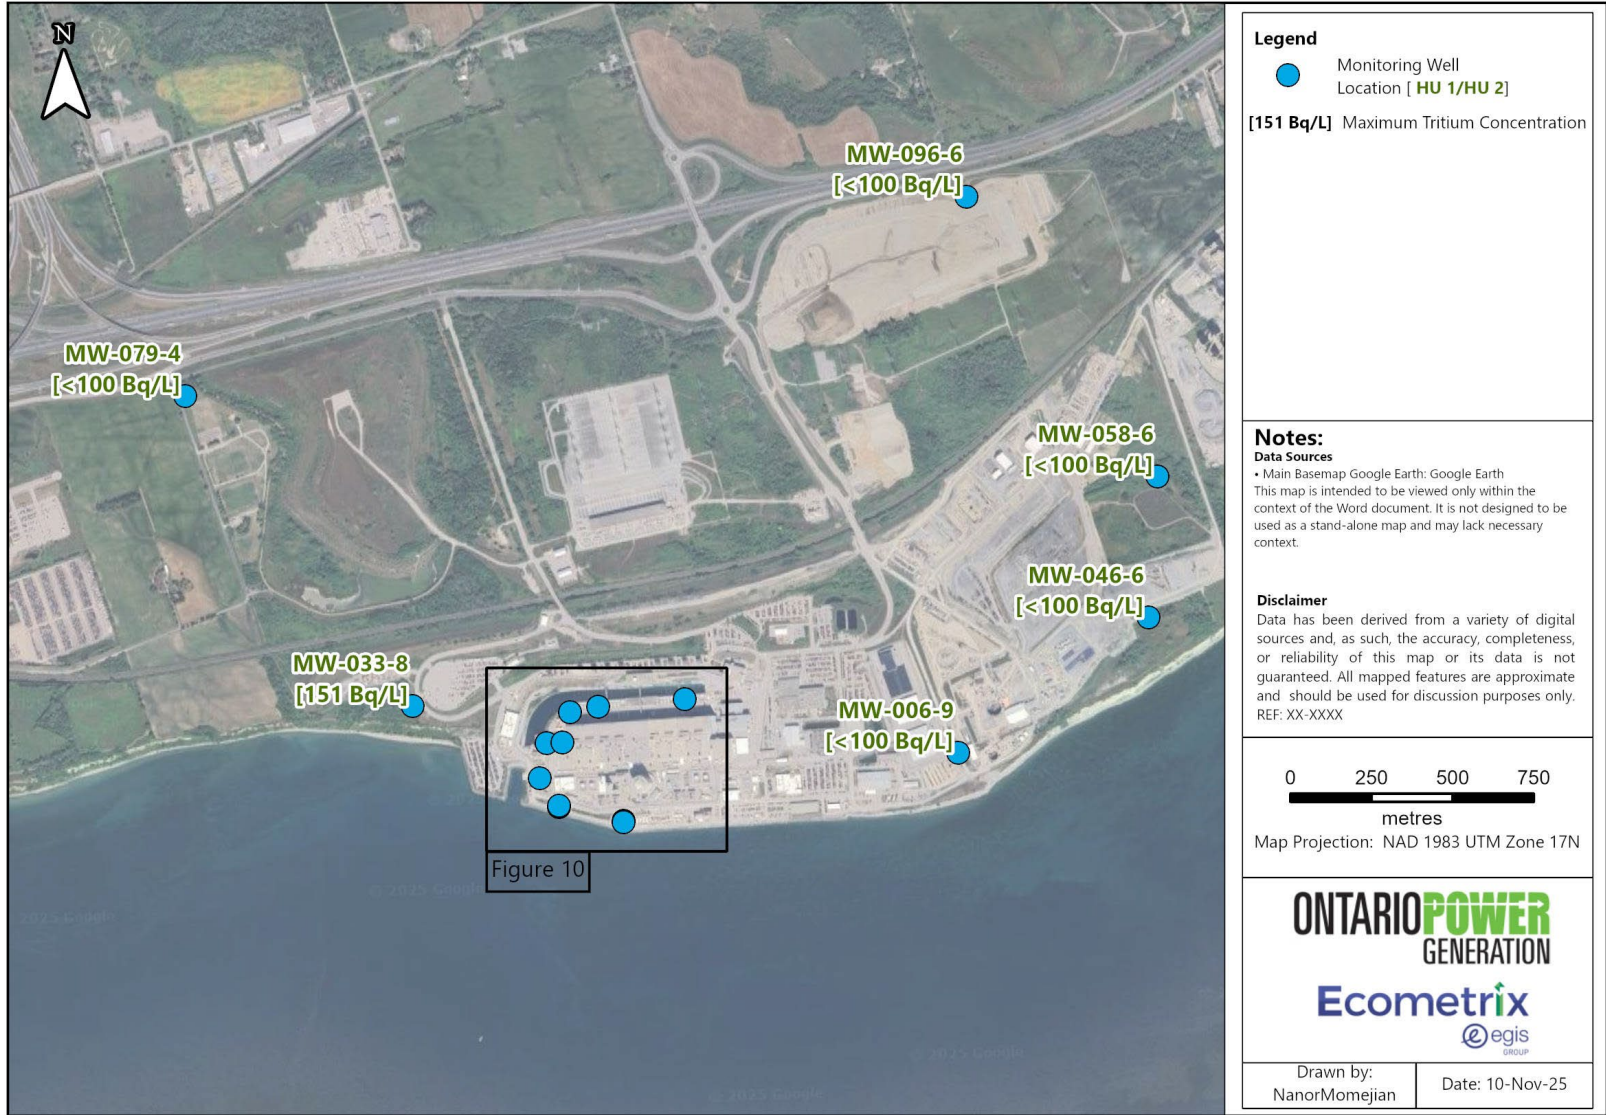 N
MW-096-6
[<100 Bq/L]
MW-079-4
[<100 Bq/L]
MW-058-6
[<100 Bq/L]
MW-046-6
[<100 Bq/L]
MW-033-8
[151 Bq/L]
MW-006-9
[<100 Bq/L]
Figure 10
© 2025 Google
2025 Google
© 2025 Google
© 2025 Google
Legend
Monitoring Well
Location [ HU 1/HU 2]
[151 Bq/L] Maximum Tritium Concentration
Notes:
Data Sources
• Main Basemap Google Earth: Google Earth
This map is intended to be viewed only within the
context of the Word document. It is not designed to be
used as a stand-alone map and may lack necessary
context.
Disclaimer
Data has been derived from a variety of digital
sources and, as such, the accuracy, completeness,
or reliability of this map or its data is not
guaranteed. All mapped features are approximate
and should be used for discussion purposes only.
REF: XX-XXXX
0 250 500 750
metres
Map Projection: NAD 1983 UTM Zone 17N
ONTARIOPOWER
GENERATION
Ecometrix
egis
GROUP
Drawn by:
NanorMomejian
Date: 10-Nov-25